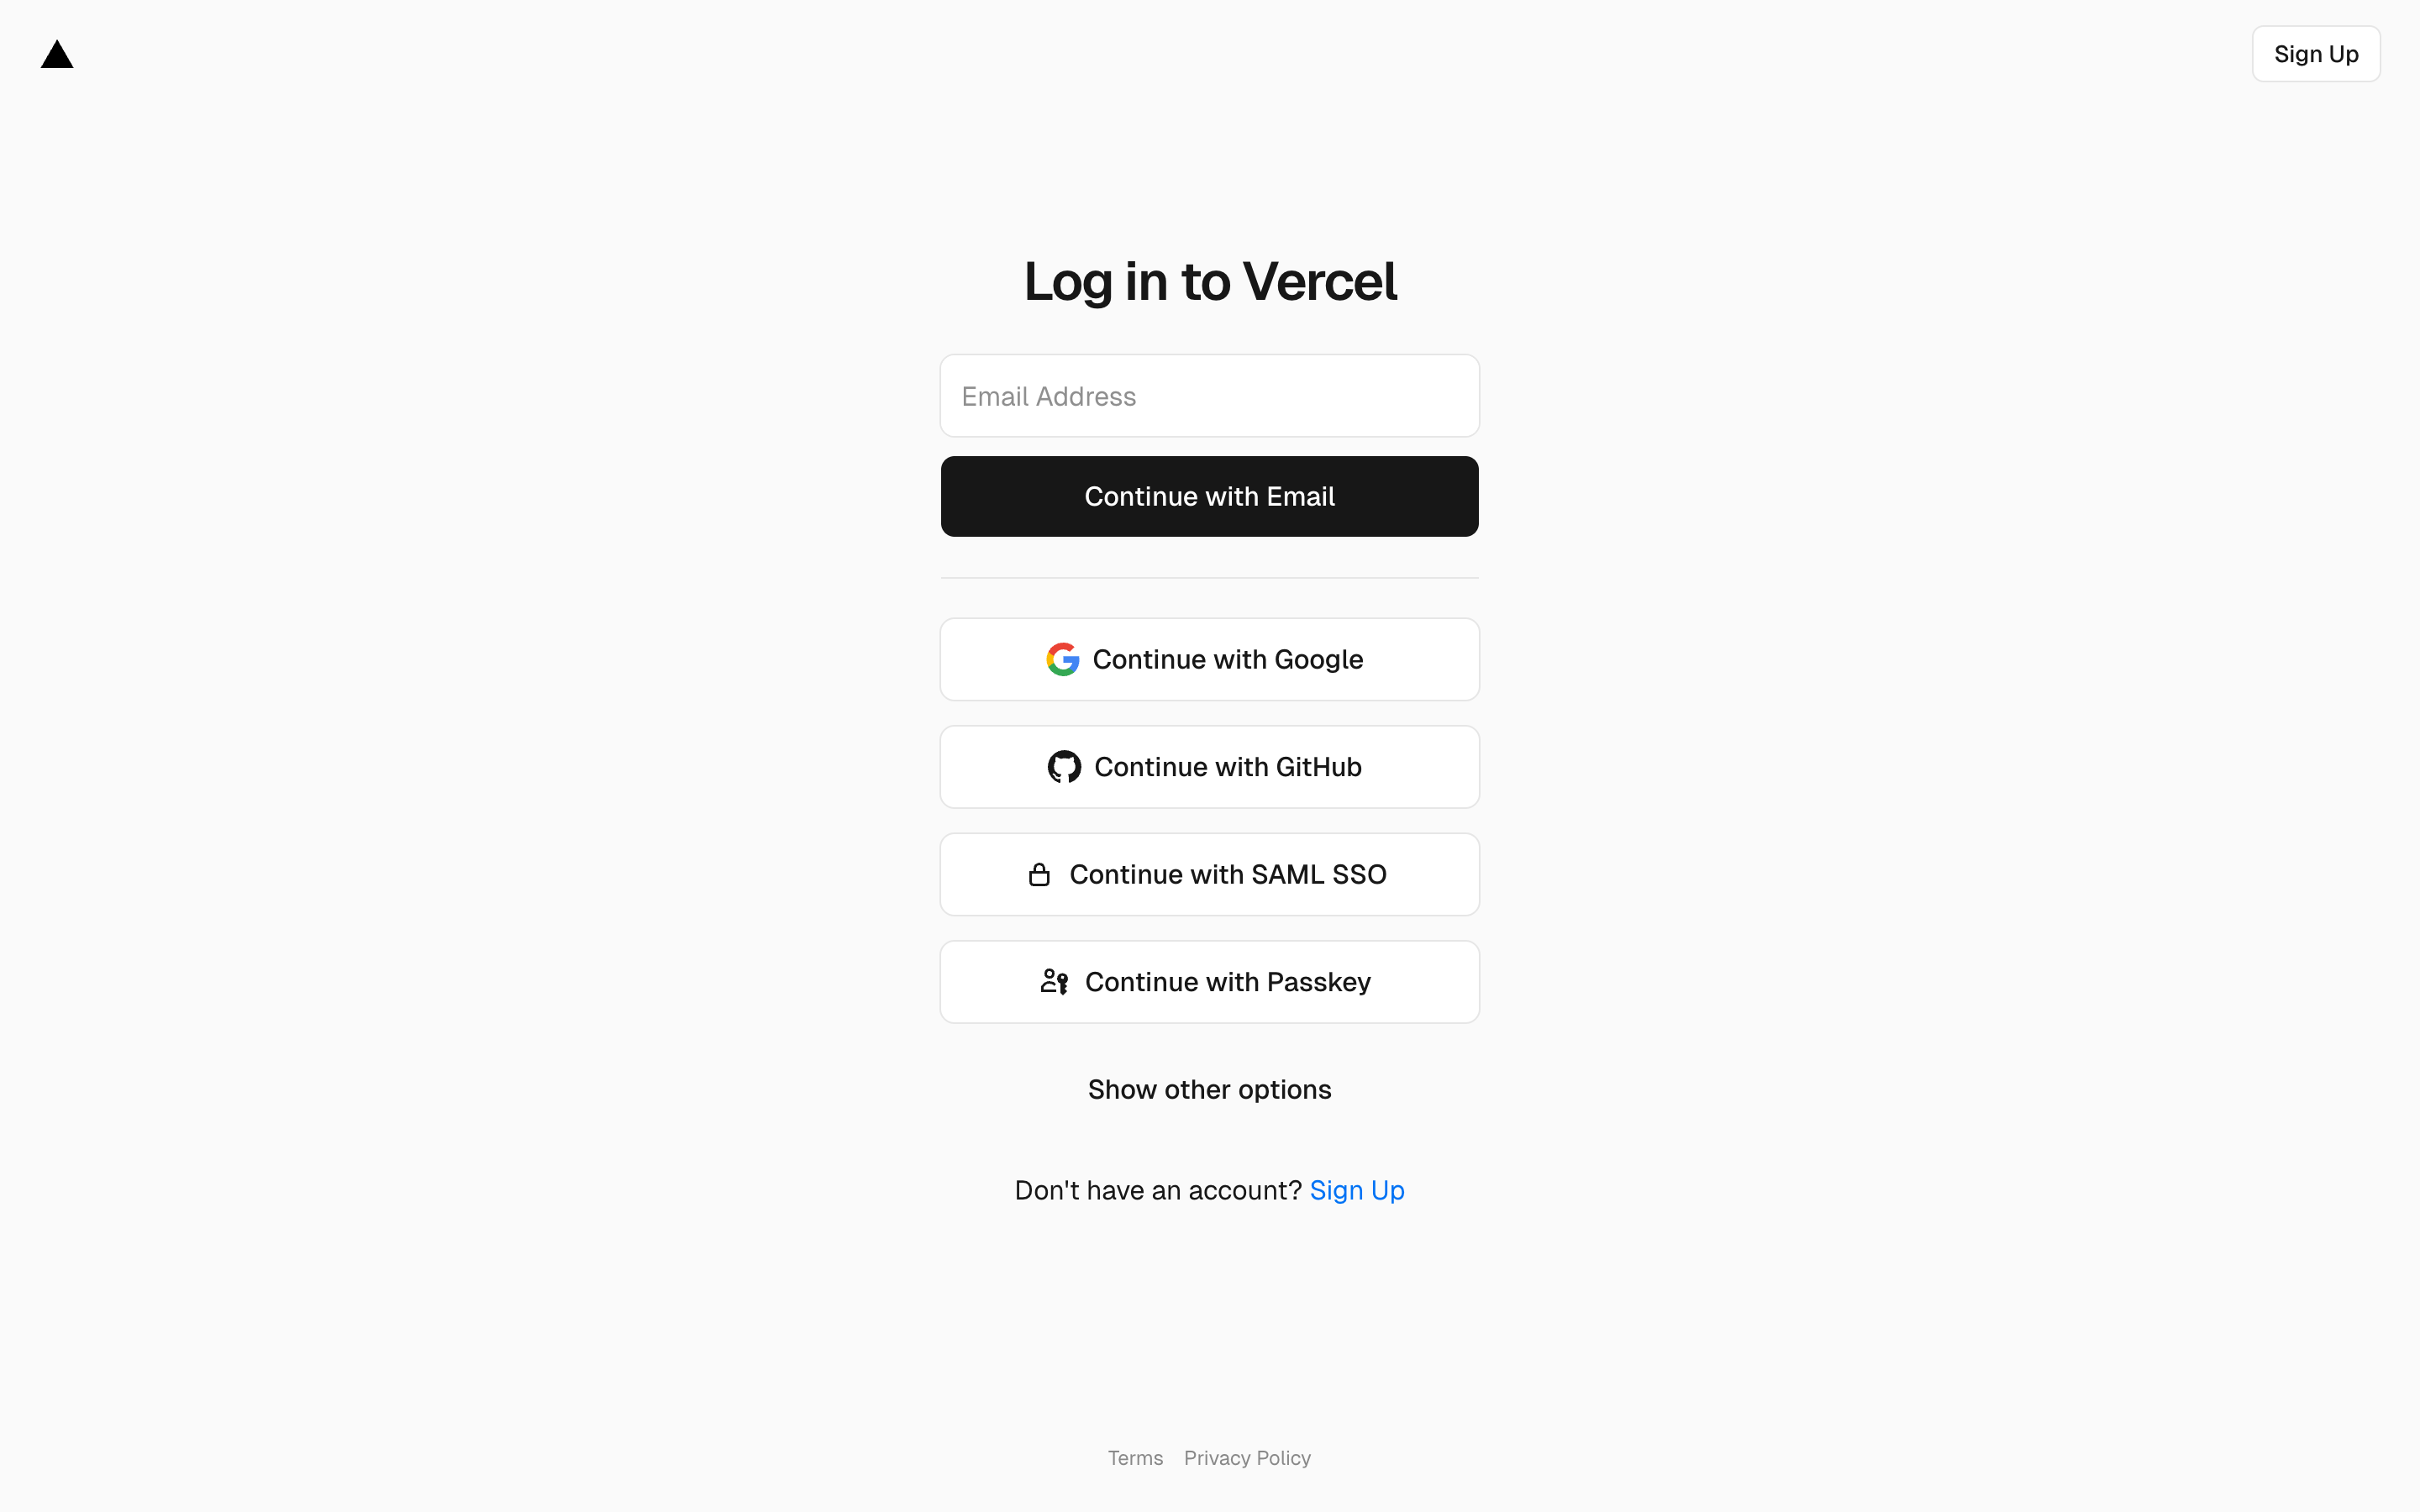 Sign Up
Log in to Vercel
Email Address
Continue with Email
Continue with Google
Continue with GitHub
Continue with SAML SSO
Continue with Passkey
Show other options
Don't have an account? Sign Up
Terms Privacy Policy